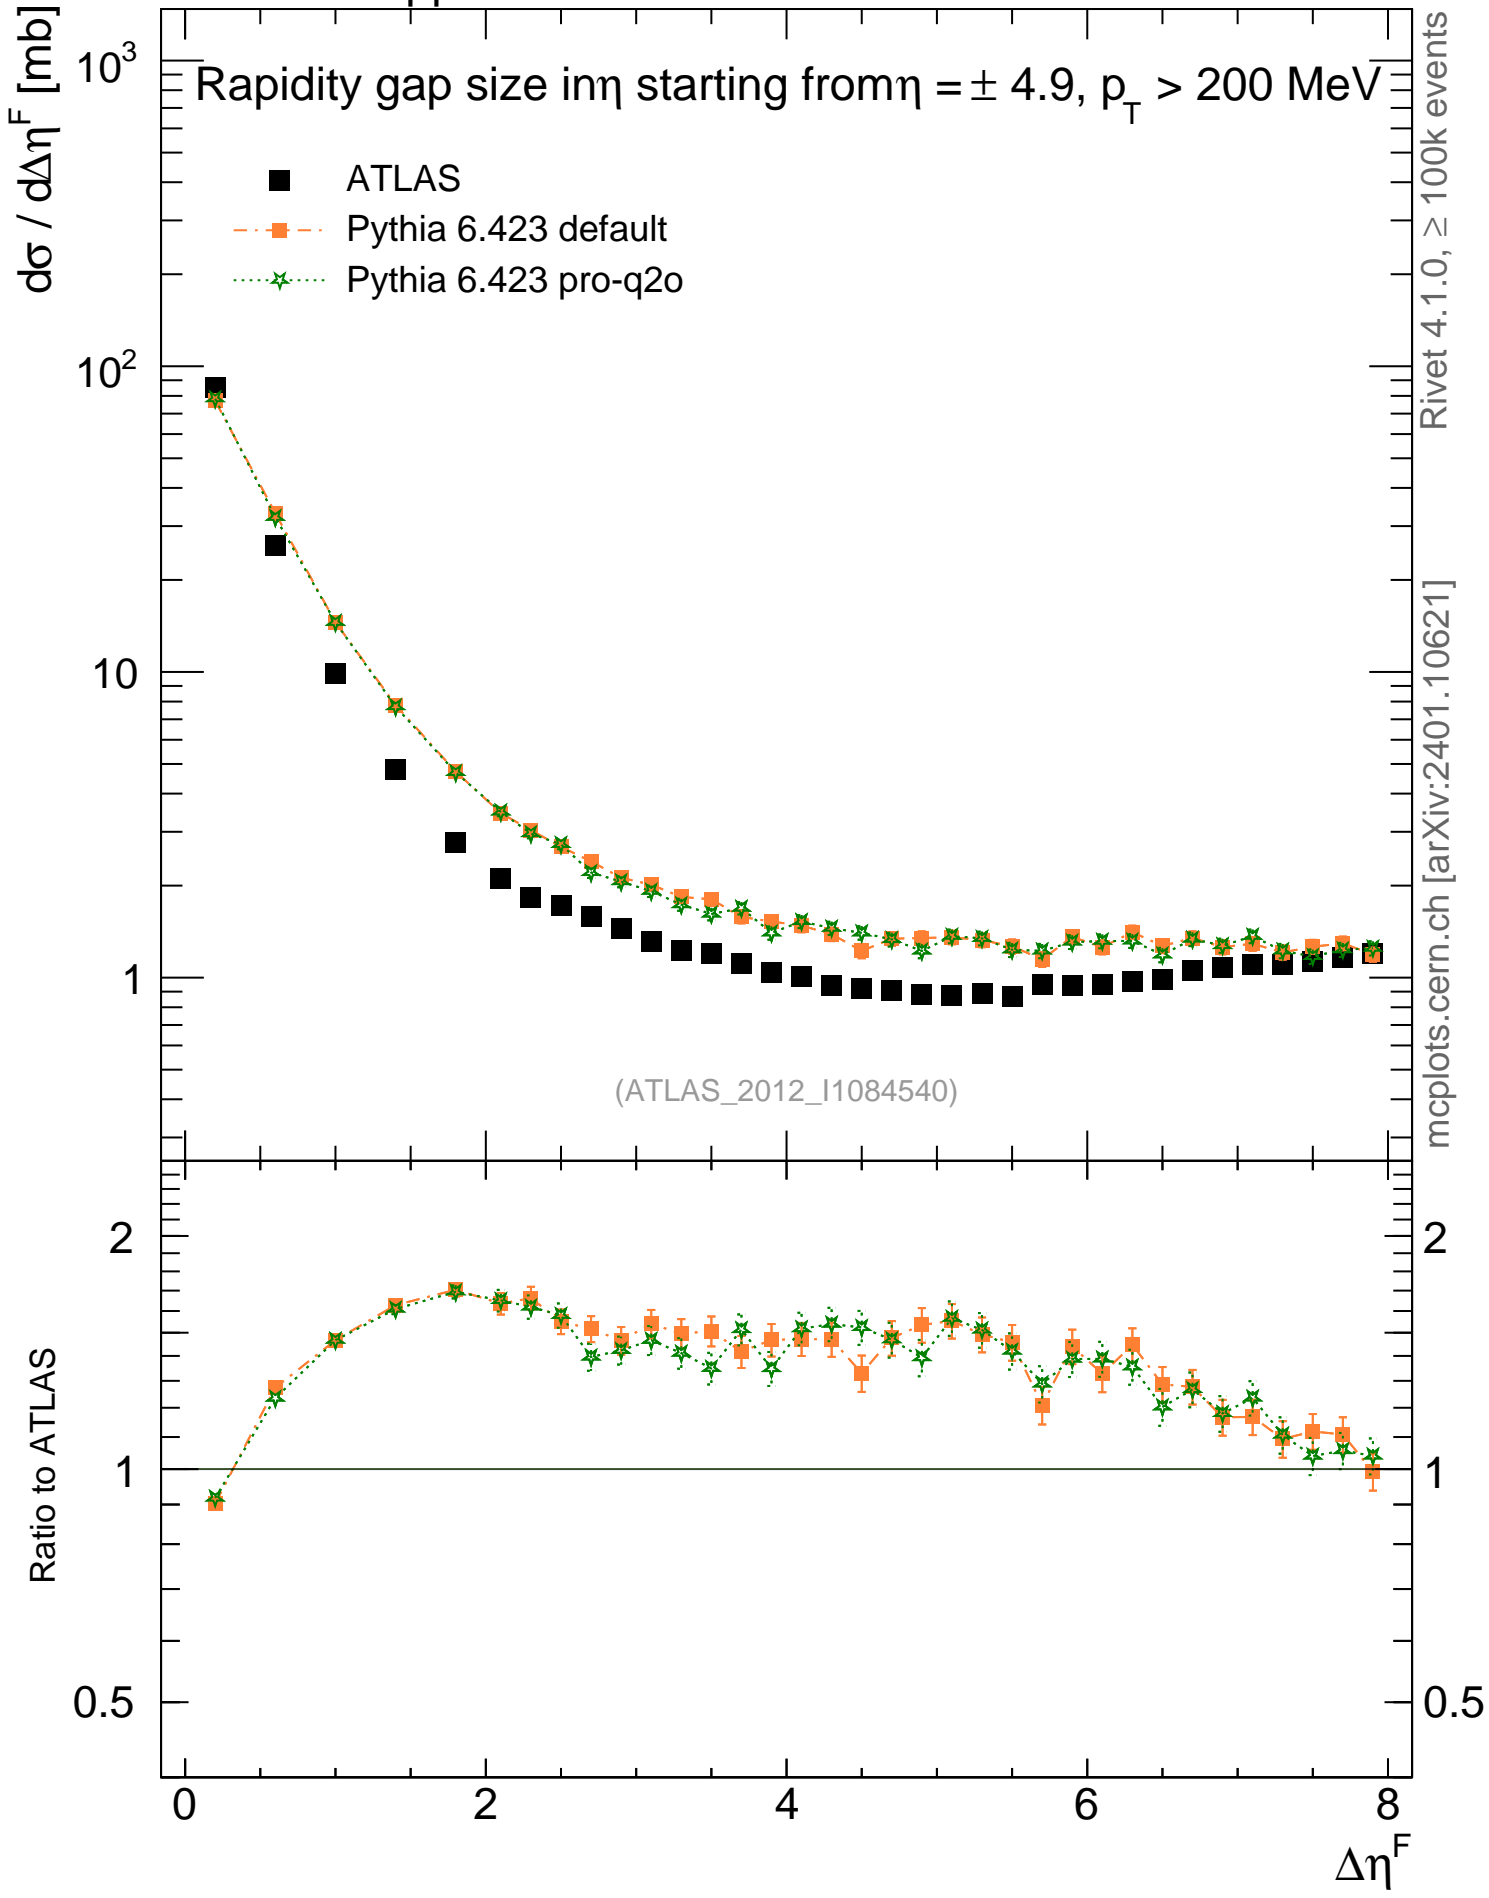 dσ / dΔη^F [mb]
Rapidity gap size inη starting fromη = ± 4.9, p_T > 200 MeV
ATLAS
Pythia 6.423 default
Pythia 6.423 pro-q2o
10^3
10^2
10
1
(ATLAS_2012_I1084540)
Rivet 4.1.0, ≥ 100k events
mcplots.cern.ch [arXiv:2401.10621]
Ratio to ATLAS
2
1
0.5
2
1
0.5
0 2 4 6 8
Δη^F